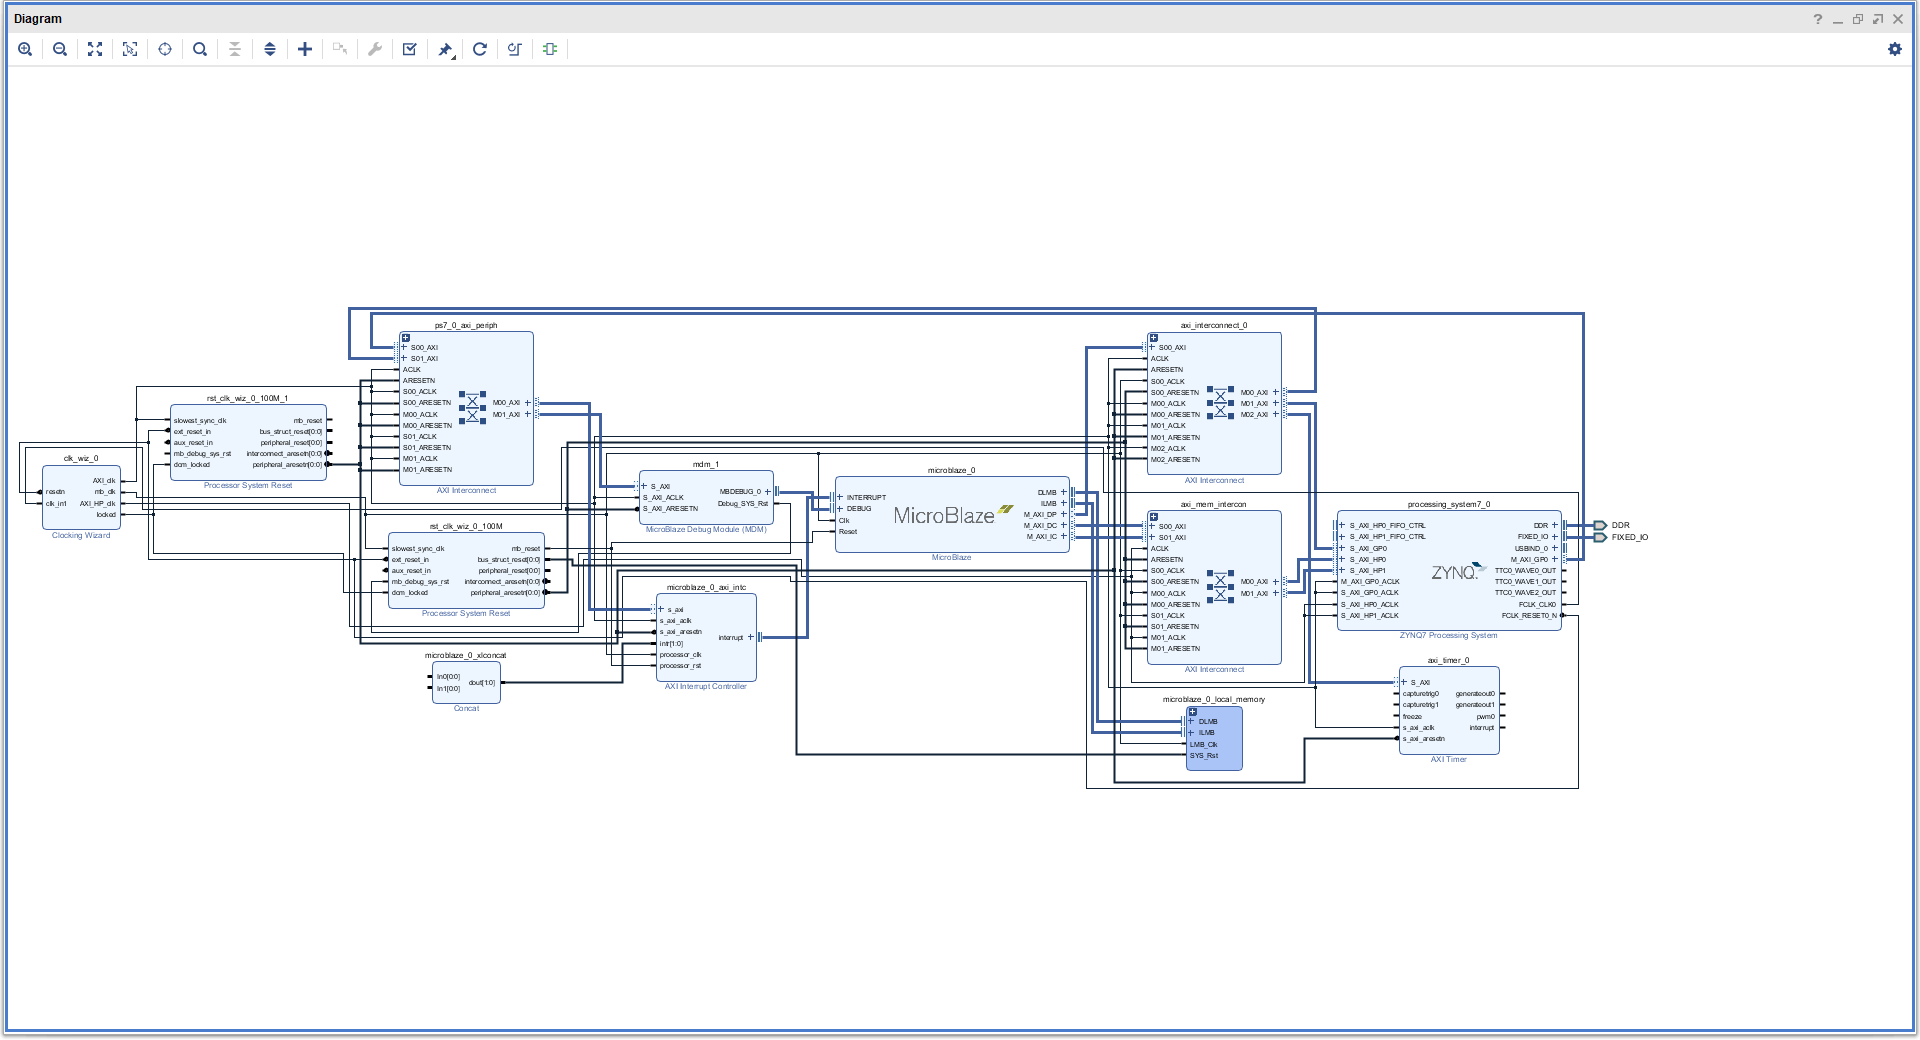 Diagram
ps7_0_axi_periph
S00_AXI
S01_AXI
ACLK
ARESETN
S00_ACLK
S00_ARESETN
M00_ACLK
M00_ARESETN
S01_ACLK
S01_ARESETN
M01_ACLK
M01_ARESETN
M00_AXI
M01_AXI
AXI Interconnect
rst_clk_wiz_0_100M_1
slowest_sync_clk
ext_reset_in
aux_reset_in
mb_debug_sys_rst
dcm_locked
mb_reset
bus_struct_reset[0:0]
peripheral_reset[0:0]
interconnect_aresetn[0:0]
peripheral_aresetn[0:0]
Processor System Reset
clk_wiz_0
resetn
clk_in1
AXI_clk
mb_clk
AXI_HP_clk
locked
Clocking Wizard
rst_clk_wiz_0_100M
slowest_sync_clk
ext_reset_in
aux_reset_in
mb_debug_sys_rst
dcm_locked
mb_reset
bus_struct_reset[0:0]
peripheral_reset[0:0]
interconnect_aresetn[0:0]
peripheral_aresetn[0:0]
Processor System Reset
microblaze_0_xlconcat
In0[0:0]
In1[0:0]
dout[1:0]
Concat
mdm_1
S_AXI
S_AXI_ACLK
S_AXI_ARESETN
MBDEBUG_0
Debug_SYS_Rst
MicroBlaze Debug Module (MDM)
microblaze_0_axi_intc
s_axi
s_axi_aclk
s_axi_aresetn
intr[1:0]
processor_clk
processor_rst
interrupt
AXI Interrupt Controller
microblaze_0
INTERRUPT
DEBUG
Clk
Reset
MicroBlaze
DLMB
ILMB
M_AXI_DP
M_AXI_DC
M_AXI_IC
MicroBlaze
axi_interconnect_0
S00_AXI
ACLK
ARESETN
S00_ACLK
S00_ARESETN
M00_ACLK
M00_ARESETN
M01_ACLK
M01_ARESETN
M02_ACLK
M02_ARESETN
M00_AXI
M01_AXI
M02_AXI
AXI Interconnect
axi_mem_intercon
S00_AXI
S01_AXI
ACLK
ARESETN
S00_ACLK
S00_ARESETN
M00_ACLK
M00_ARESETN
S01_ACLK
S01_ARESETN
M01_ACLK
M01_ARESETN
M00_AXI
M01_AXI
AXI Interconnect
microblaze_0_local_memory
DLMB
ILMB
LMB_Clk
SYS_Rst
processing_system7_0
S_AXI_HP0_FIFO_CTRL
S_AXI_HP1_FIFO_CTRL
S_AXI_GP0
S_AXI_HP0
S_AXI_HP1
M_AXI_GP0_ACLK
S_AXI_GP0_ACLK
S_AXI_HP0_ACLK
S_AXI_HP1_ACLK
ZYNQ
DDR
FIXED_IO
USBIND_0
M_AXI_GP0
TTC0_WAVE0_OUT
TTC0_WAVE1_OUT
TTC0_WAVE2_OUT
FCLK_CLK0
FCLK_RESET0_N
ZYNQ7 Processing System
DDR
FIXED_IO
axi_timer_0
S_AXI
capturetrig0
capturetrig1
freeze
s_axi_aclk
s_axi_aresetn
generateout0
generateout1
pwm0
interrupt
AXI Timer